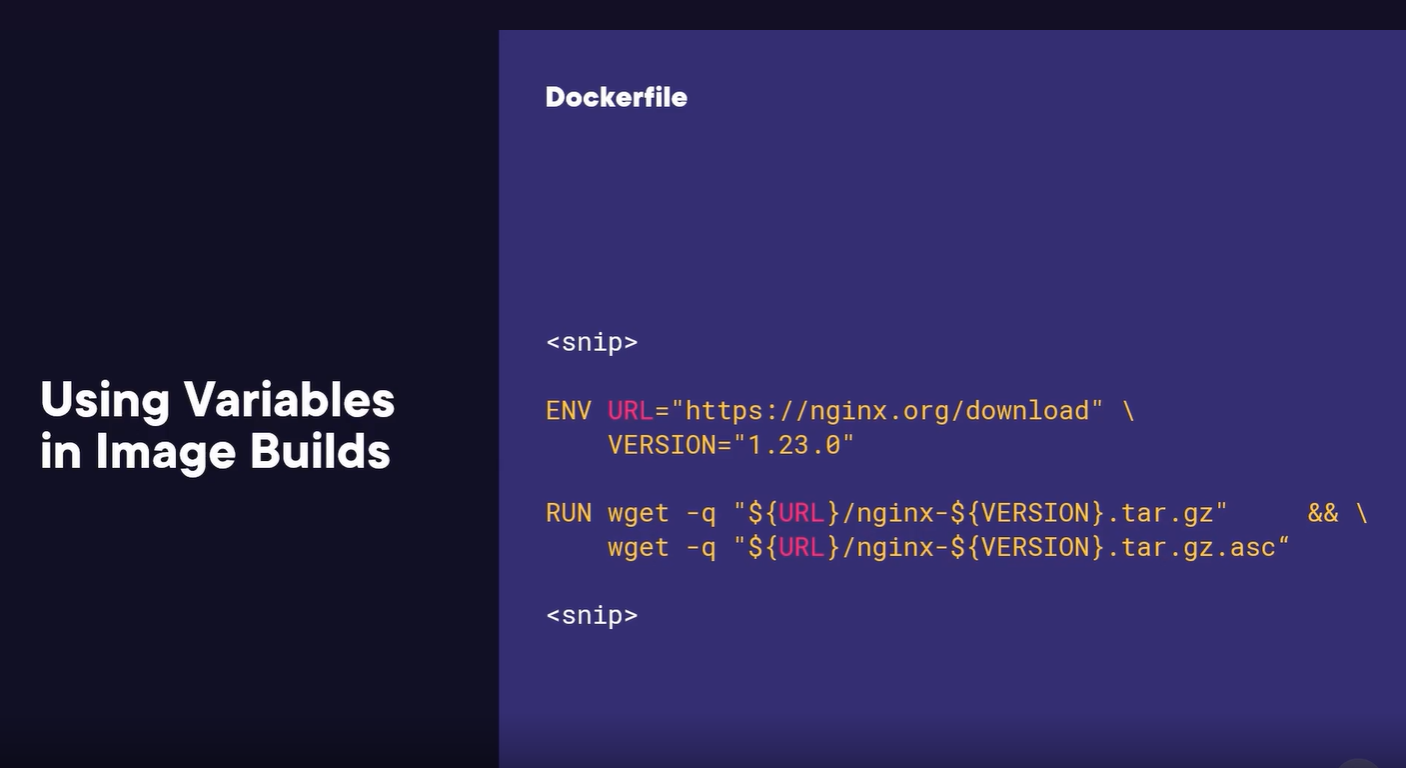 Using Variables
in Image Builds
Dockerfile
<snip>
ENV URL="https://nginx.org/download" \
    VERSION="1.23.0"
RUN wget -q "${URL}/nginx-${VERSION}.tar.gz"     && \
    wget -q "${URL}/nginx-${VERSION}.tar.gz.asc“
<snip>